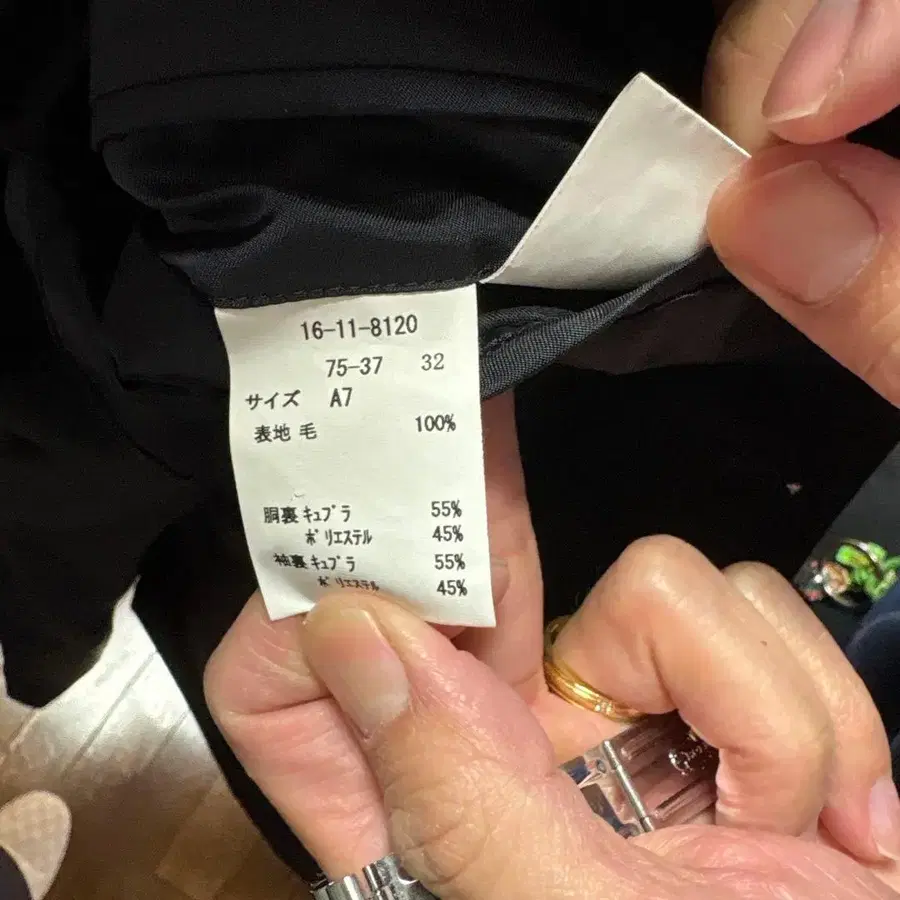 16-11-8120
75-37 32
サイズ A7
表地 毛 100%
胴裏 キュプラ 55%
ポリエステル 45%
袖裏 キュプラ 55%
ポリエステル 45%